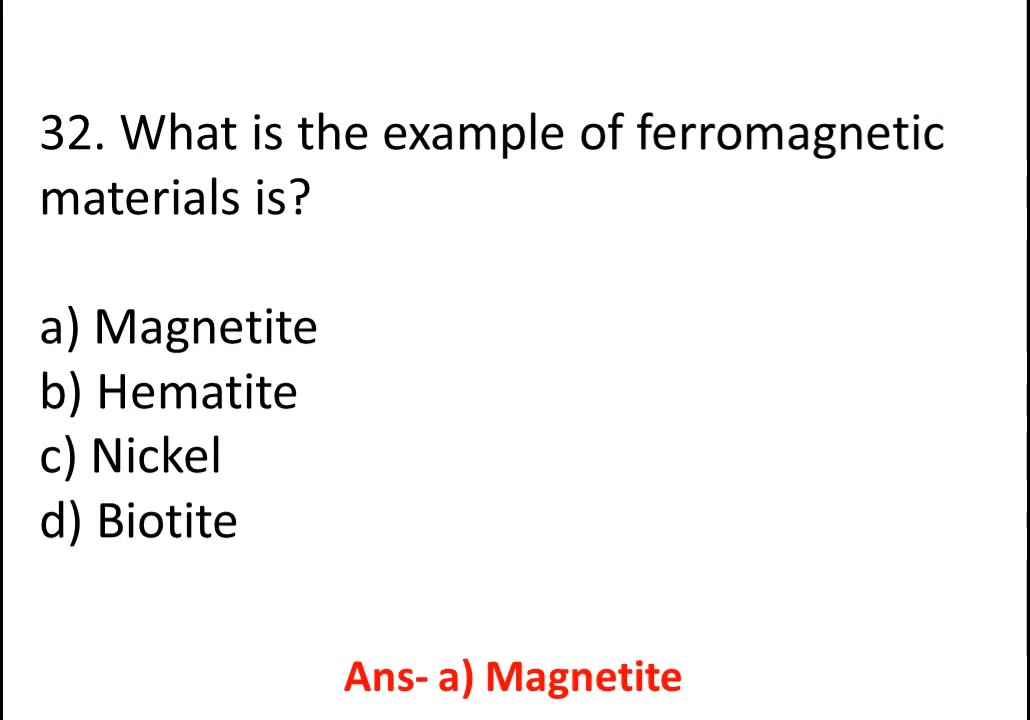 32. What is the example of ferromagnetic
materials is?
a) Magnetite
b) Hematite
c) Nickel
d) Biotite
Ans- a) Magnetite